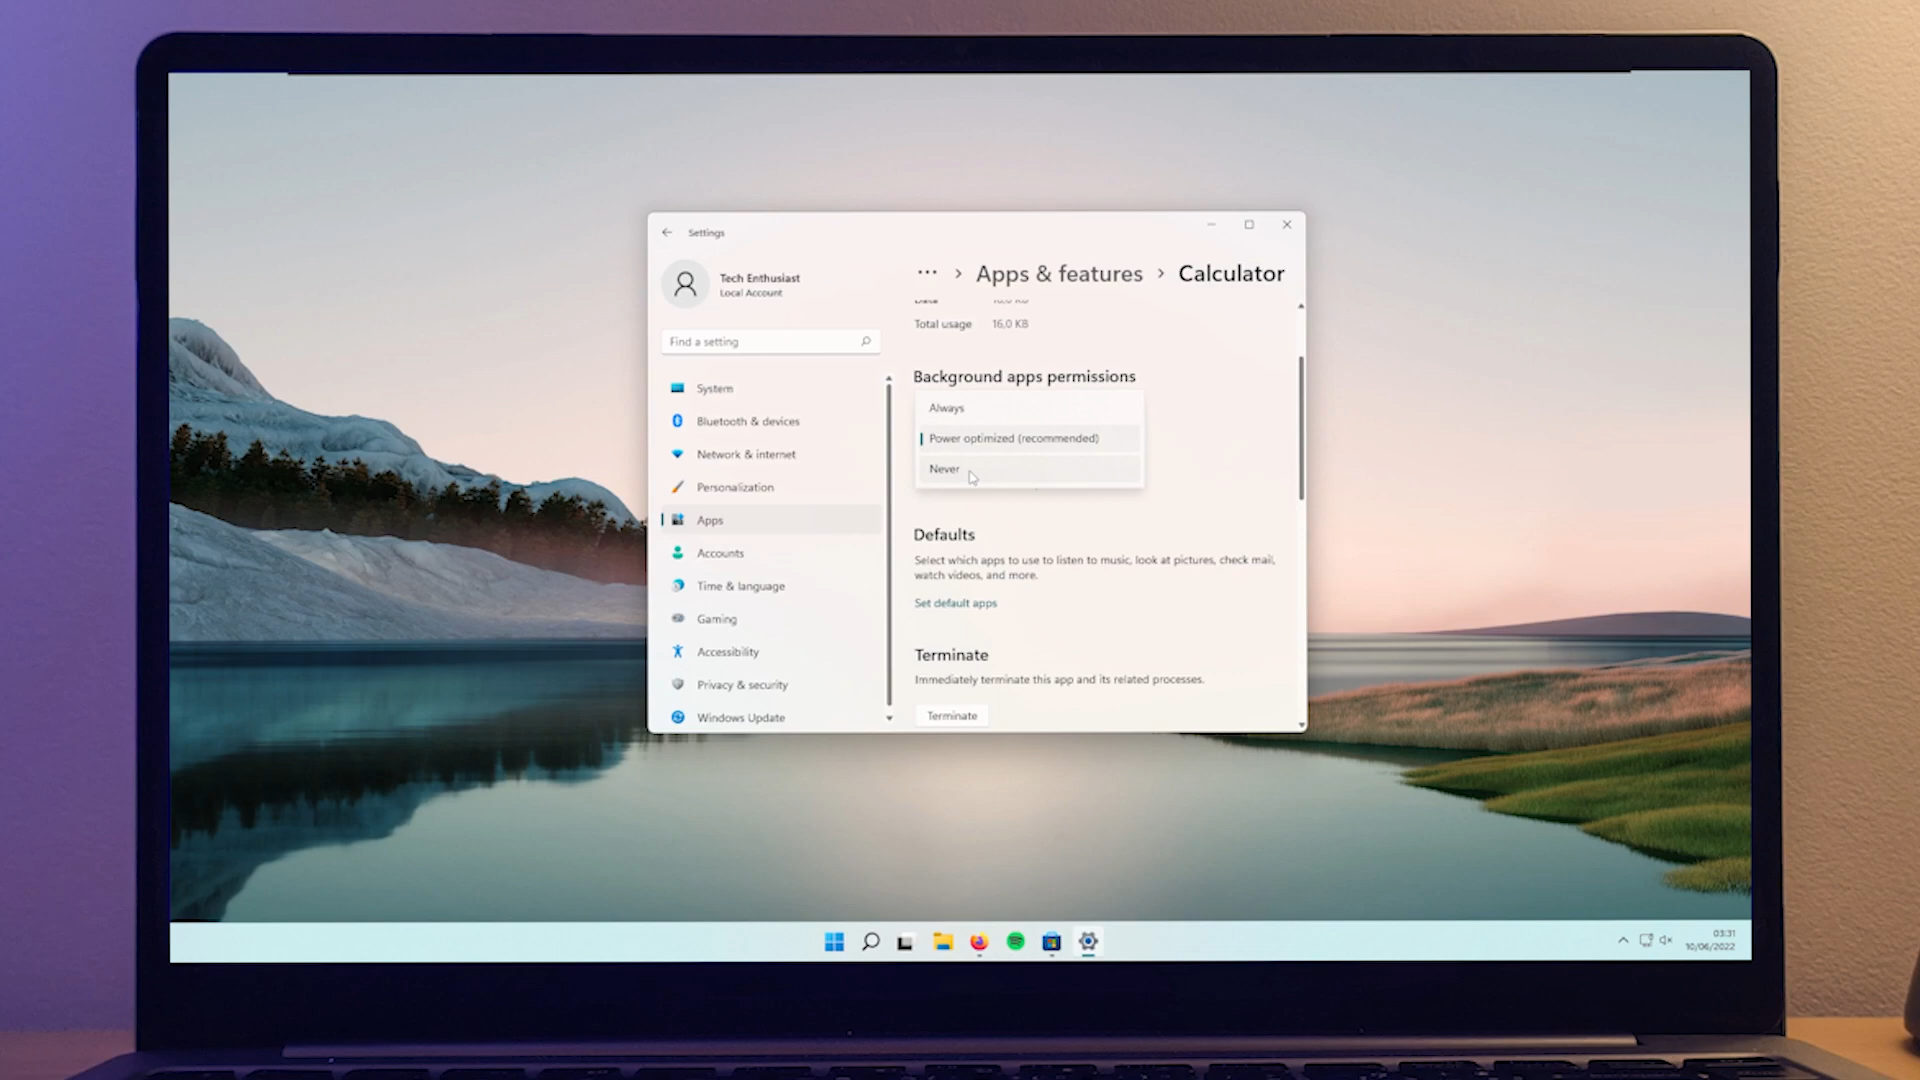 Settings
Tech Enthusiast
Local Account
Find a setting
System
Bluetooth & devices
Network & internet
Personalization
Apps
Accounts
Time & language
Gaming
Accessibility
Privacy & security
Windows Update
... > Apps & features > Calculator
Total usage 16,0 KB
Background apps permissions
Always
Power optimized (recommended)
Never
Defaults
Select which apps to use to listen to music, look at pictures, check mail,
watch videos, and more.
Set default apps
Terminate
Immediately terminate this app and its related processes.
Terminate
03:31
10/06/2022